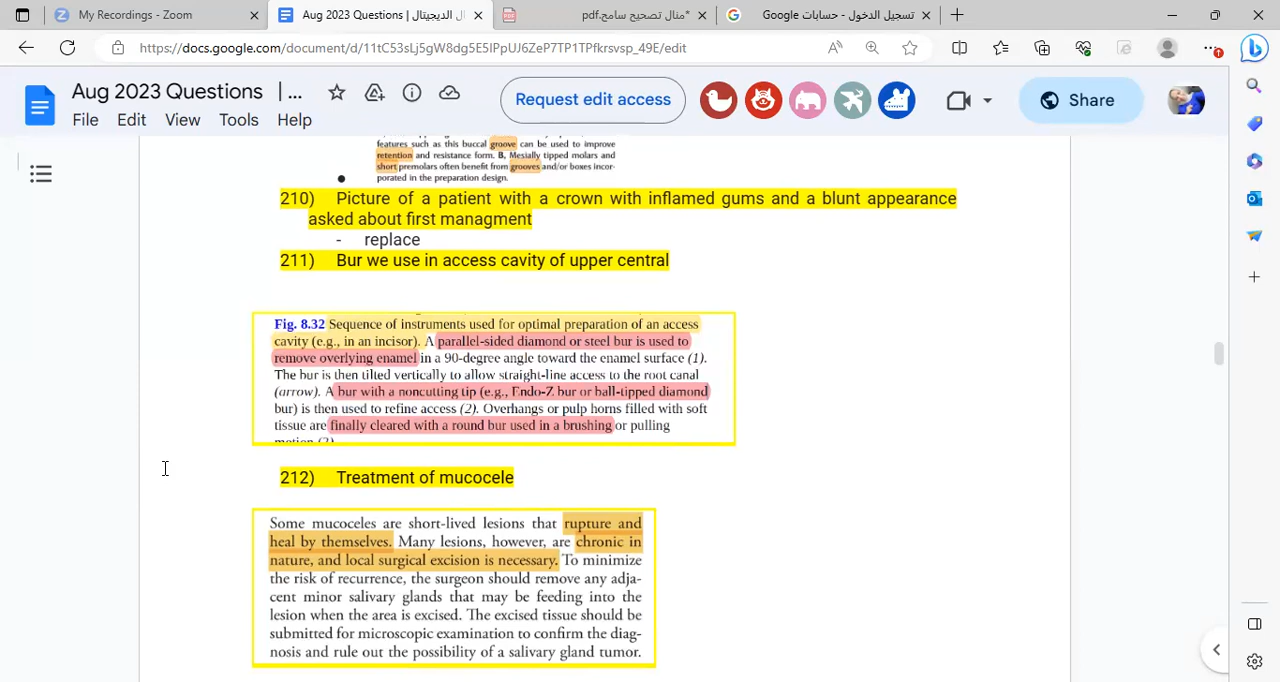 My Recordings - Zoom
Aug 2023 Questions | ال الديجيتال
مثال تصحيح سامح.pdf*
تسجيل الدخول - حسابات Google
https://docs.google.com/document/d/11tC53sLj5gW8dg5E5IPpUJ6ZeP7TP1TPfkrsvsp_49E/edit
Aug 2023 Questions | ...
Request edit access
Share
File Edit View Tools Help
features such as this buccal groove can be used to improve
retention and resistance form. B, Mesially tipped molars and
short premolars often benefit from grooves and/or boxes incor-
porated in the preparation design.
210) Picture of a patient with a crown with inflamed gums and a blunt appearance
asked about first managment
- replace
211) Bur we use in access cavity of upper central
Fig. 8.32 Sequence of instruments used for optimal preparation of an access
cavity (e.g., in an incisor). A parallel-sided diamond or steel bur is used to
remove overlying enamel in a 90-degree angle toward the enamel surface (1).
The bur is then tilted vertically to allow straight-line access to the root canal
(arrow). A bur with a noncutting tip (e.g., Endo-Z bur or ball-tipped diamond
bur) is then used to refine access (2). Overhangs or pulp horns filled with soft
tissue are finally cleared with a round bur used in a brushing or pulling
212) Treatment of mucocele
Some mucoceles are short-lived lesions that rupture and
heal by themselves. Many lesions, however, are chronic in
nature, and local surgical excision is necessary. To minimize
the risk of recurrence, the surgeon should remove any adja-
cent minor salivary glands that may be feeding into the
lesion when the area is excised. The excised tissue should be
submitted for microscopic examination to confirm the diag-
nosis and rule out the possibility of a salivary gland tumor.